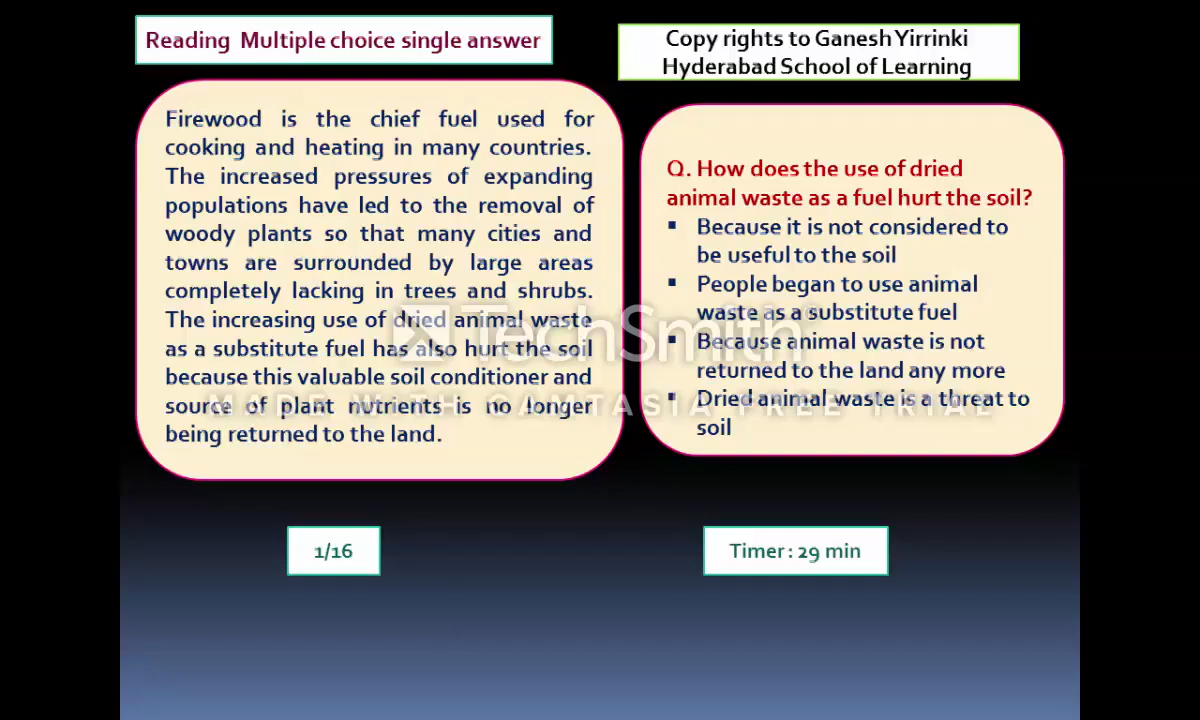 Reading Multiple choice single answer
Copy rights to Ganesh Yirrinki
Hyderabad School of Learning
Firewood is the chief fuel used for
cooking and heating in many countries.
The increased pressures of expanding
populations have led to the removal of
woody plants so that many cities and
towns are surrounded by large areas
completely lacking in trees and shrubs.
The increasing use of dried animal waste
as a substitute fuel has also hurt the soil
because this valuable soil conditioner and
source of plant nutrients is no longer
being returned to the land.
Q. How does the use of dried
animal waste as a fuel hurt the soil?
▪ Because it is not considered to
be useful to the soil
▪ People began to use animal
waste as a substitute fuel
▪ Because animal waste is not
returned to the land any more
▪ Dried animal waste is a threat to
soil
TechSmith
MADE WITH CAMTASIA FREE TRIAL
1/16
Timer : 29 min